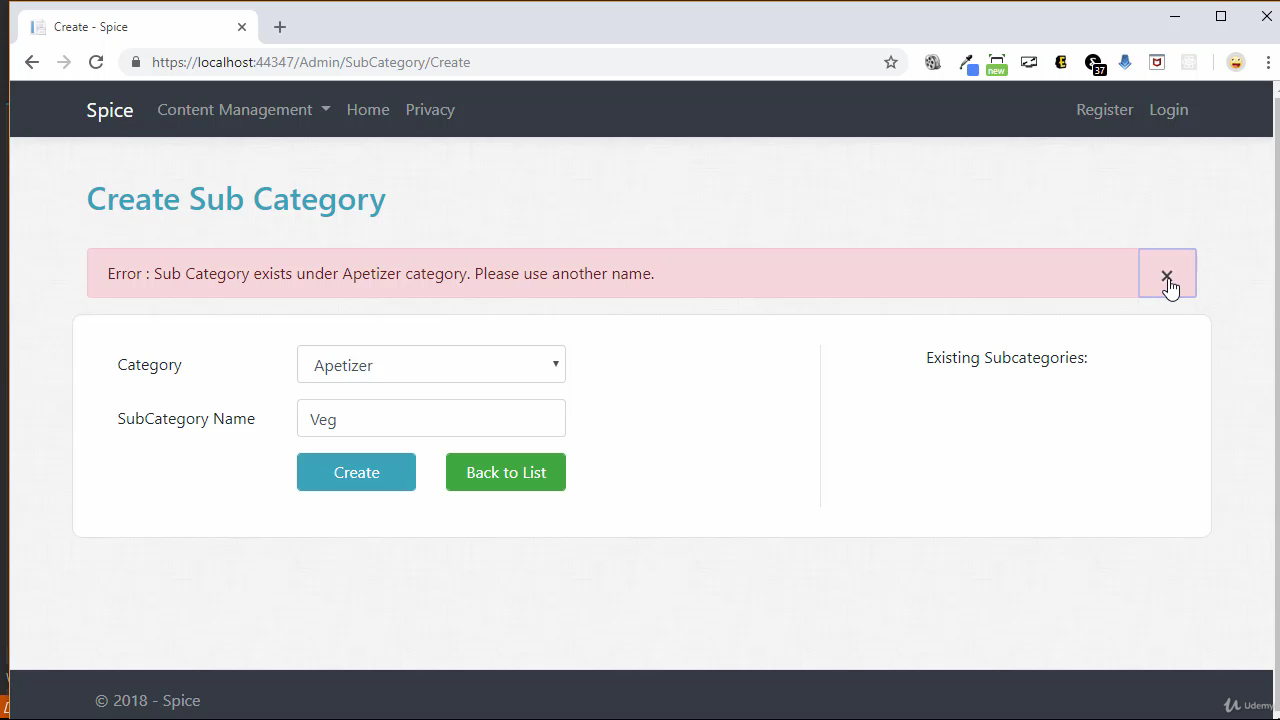 Create - Spice
https://localhost:44347/Admin/SubCategory/Create
new
37
Spice Content Management Home Privacy Register Login
Create Sub Category
Error : Sub Category exists under Apetizer category. Please use another name.
Category Apetizer Existing Subcategories:
SubCategory Name Veg
Create Back to List
© 2018 - Spice
Udemy